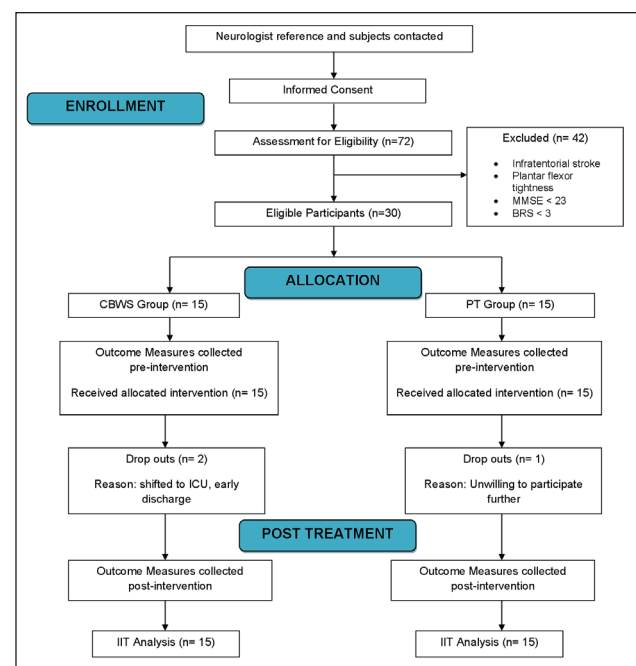 Neurologist reference and subjects contacted
Informed Consent
ENROLLMENT
Assessment for Eligibility (n=72)
Excluded (n= 42)
• Infratentorial stroke
• Plantar flexor
tightness
• MMSE < 23
• BRS < 3
Eligible Participants (n=30)
ALLOCATION
CBWS Group (n= 15)
PT Group (n= 15)
Outcome Measures collected
pre-intervention
Received allocated intervention (n= 15)
Outcome Measures collected
pre-intervention
Received allocated intervention (n= 15)
Drop outs (n= 2)
Reason: shifted to ICU, early
discharge
Drop outs (n= 1)
Reason: Unwilling to participate
further
POST TREATMENT
Outcome Measures collected
post-intervention
Outcome Measures collected
post-intervention
IIT Analysis (n= 15)
IIT Analysis (n= 15)